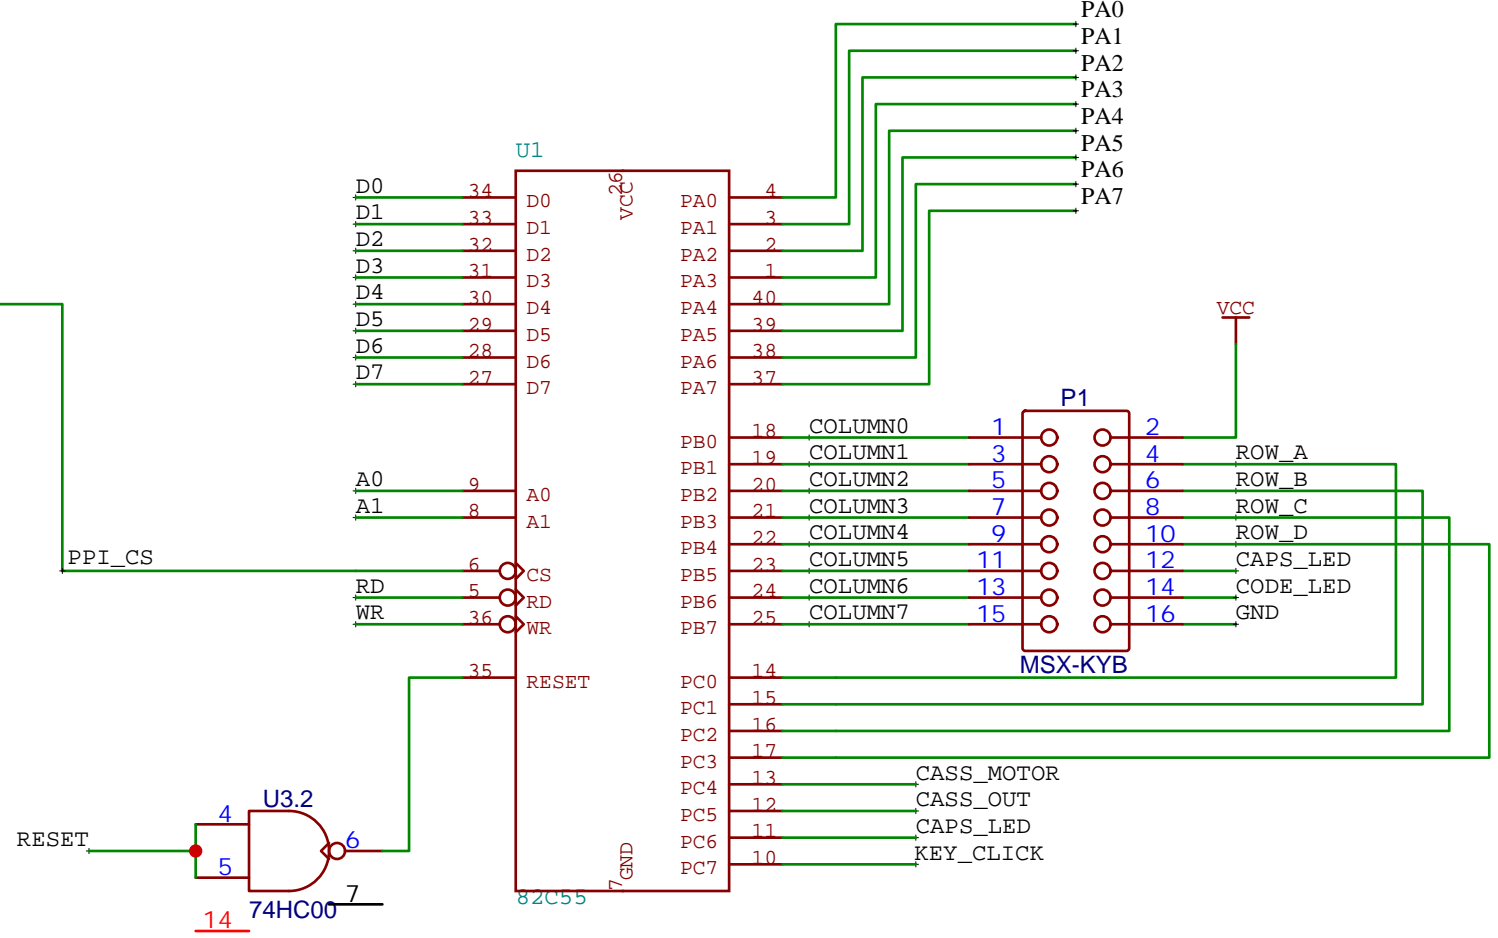 PA0
PA1
PA2
PA3
PA4
PA5
PA6
PA7
U1
26
VCC
D0 34 D0 PA0 4
D1 33 D1 PA1 3
D2 32 D2 PA2 2
D3 31 D3 PA3 1
D4 30 D4 PA4 40
D5 29 D5 PA5 39
D6 28 D6 PA6 38
D7 27 D7 PA7 37
VCC
P1
PB0 18 COLUMN0 1 2
PB1 19 COLUMN1 3 4 ROW_A
A0 9 A0 PB2 20 COLUMN2 5 6 ROW_B
A1 8 A1 PB3 21 COLUMN3 7 8 ROW_C
PB4 22 COLUMN4 9 10 ROW_D
PPI_CS 6 CS PB5 23 COLUMN5 11 12 CAPS_LED
RD 5 RD PB6 24 COLUMN6 13 14 CODE_LED
WR 36 WR PB7 25 COLUMN7 15 16 GND
MSX-KYB
35 RESET PC0 14
PC1 15
PC2 16
PC3 17
PC4 13 CASS_MOTOR
PC5 12 CASS_OUT
PC6 11 CAPS_LED
PC7 10 KEY_CLICK
U3.2
4
RESET 6
5
7
74HC00
14
GND
7
82C55